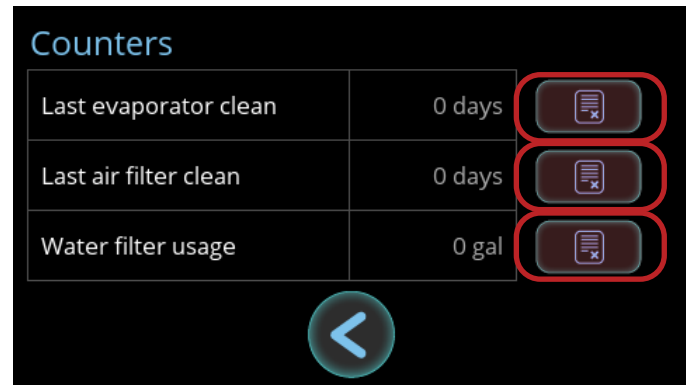 Counters
Last evaporator clean 0 days
Last air filter clean 0 days
Water filter usage 0 gal